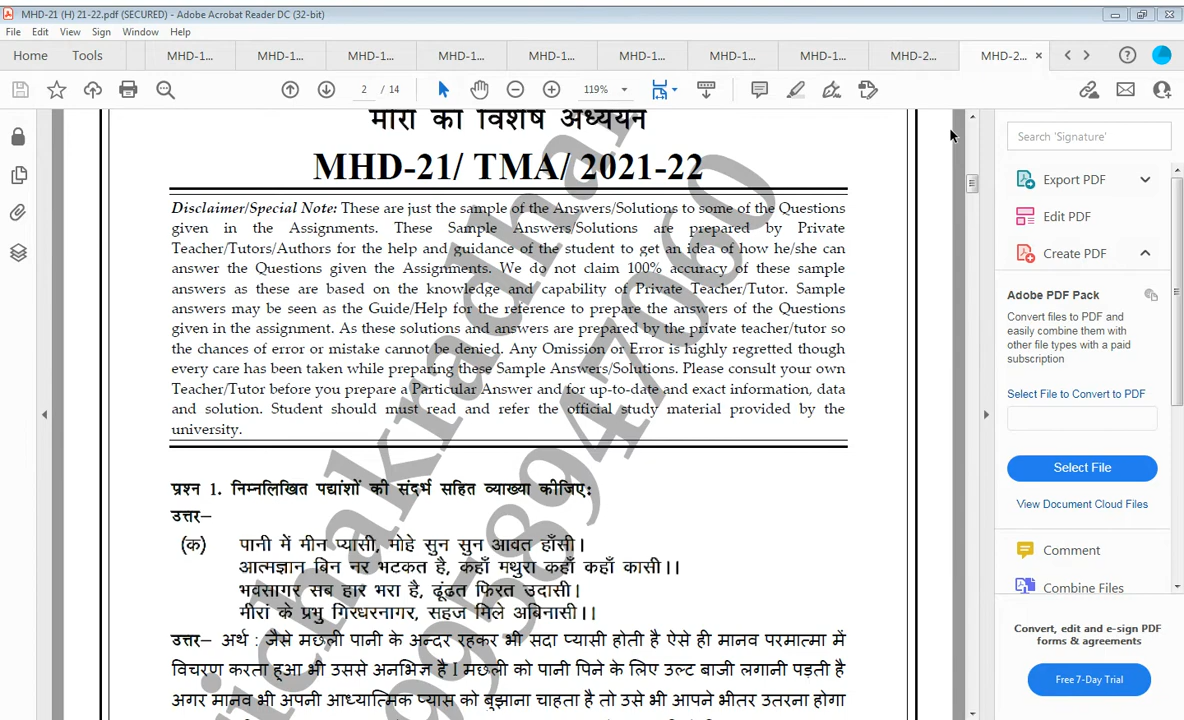 MHD-21 (H) 21-22.pdf (SECURED) - Adobe Acrobat Reader DC (32-bit)
File Edit View Sign Window Help
Home Tools MHD-1... MHD-1... MHD-1... MHD-1... MHD-1... MHD-1... MHD-1... MHD-1... MHD-2... MHD-2... ×
2 / 14 119%
मीरा का विशेष अध्ययन
MHD-21/ TMA/ 2021-22
Disclaimer/Special Note: These are just the sample of the Answers/Solutions to some of the Questions
given in the Assignments. These Sample Answers/Solutions are prepared by Private
Teacher/Tutors/Authors for the help and guidance of the student to get an idea of how he/she can
answer the Questions given the Assignments. We do not claim 100% accuracy of these sample
answers as these are based on the knowledge and capability of Private Teacher/Tutor. Sample
answers may be seen as the Guide/Help for the reference to prepare the answers of the Questions
given in the assignment. As these solutions and answers are prepared by the private teacher/tutor so
the chances of error or mistake cannot be denied. Any Omission or Error is highly regretted though
every care has been taken while preparing these Sample Answers/Solutions. Please consult your own
Teacher/Tutor before you prepare a Particular Answer and for up-to-date and exact information, data
and solution. Student should must read and refer the official study material provided by the
university.
प्रश्न 1. निम्नलिखित पद्यांशों की संदर्भ सहित व्याख्या कीजिए:
उत्तर–
(क) पानी में मीन प्यासी, मोहे सुन सुन आवत हाँसी।
आत्मज्ञान बिन नर भटकत है, कहाँ मथुरा कहाँ कहाँ कासी।।
भवसागर सब हार भरा है, ढूंढत फिरत उदासी।
मीरां के प्रभु गिरधरनागर, सहज मिले अबिनासी।।
उत्तर– अर्थ : जैसे मछली पानी के अन्दर रहकर भी सदा प्यासी होती है ऐसे ही मानव परमात्मा में
विचरण करता हूआ भी उससे अनभिज्ञ है I मछली को पानी पिने के लिए उल्ट बाजी लगानी पड़ती है
अगर मानव भी अपनी आध्यात्मिक प्यास को बूझाना चाहता है तो उसे भी आपने भीतर उतरना होगा
ichakradhar
9958947060
Search 'Signature'
Export PDF
Edit PDF
Create PDF
Adobe PDF Pack
Convert files to PDF and
easily combine them with
other file types with a paid
subscription
Select File to Convert to PDF
Select File
View Document Cloud Files
Comment
Combine Files
Convert, edit and e-sign PDF
forms & agreements
Free 7-Day Trial